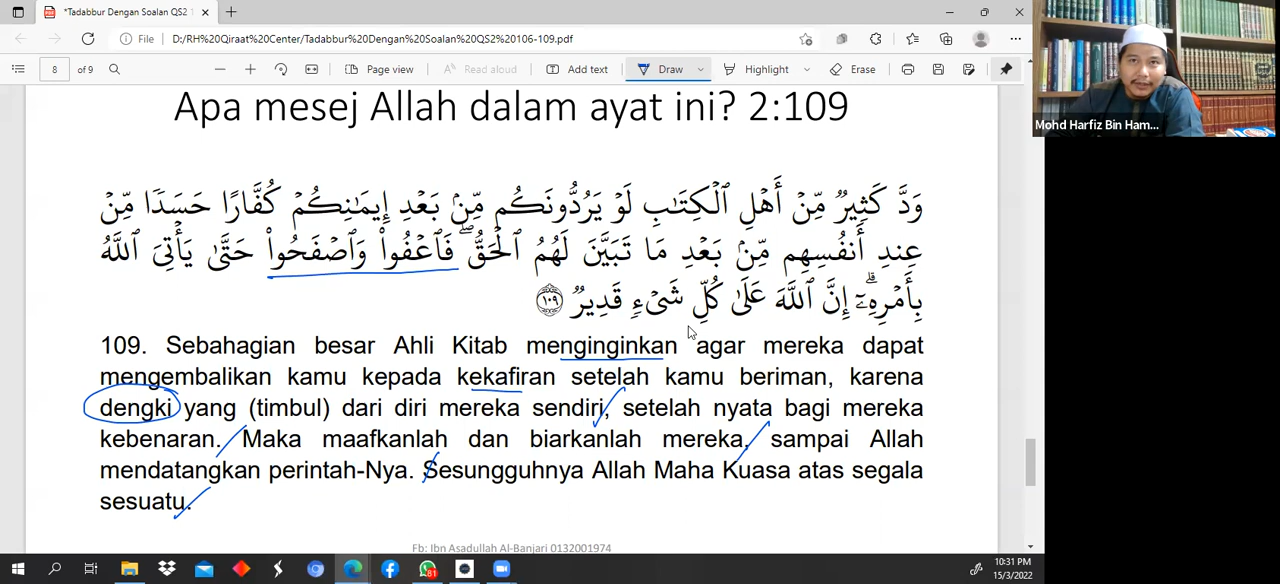 *Tadabbur Dengan Soalan QS2 1
File
D:/RH%20Qiraat%20Center/Tadabbur%20Dengan%20Soalan%20QS2%20106-109.pdf
8 of 9
Page view
Read aloud
Add text
Draw
Highlight
Erase
Mohd Harfiz Bin Ham...
Apa mesej Allah dalam ayat ini? 2:109
وَدَّ كَثِيرٌ مِّنْ أَهْلِ ٱلْكِتَٰبِ لَوْ يَرُدُّونَكُم مِّنۢ بَعْدِ إِيمَٰنِكُمْ كُفَّارًا حَسَدًا مِّنْ
عِندِ أَنفُسِهِم مِّنۢ بَعْدِ مَا تَبَيَّنَ لَهُمُ ٱلْحَقُّ ۖ فَٱعْفُوا۟ وَٱصْفَحُوا۟ حَتَّىٰ يَأْتِىَ ٱللَّهُ
بِأَمْرِهِۦٓ ۗ إِنَّ ٱللَّهَ عَلَىٰ كُلِّ شَىْءٍ قَدِيرٌ ١٠٩
109. Sebahagian besar Ahli Kitab menginginkan agar mereka dapat
mengembalikan kamu kepada kekafiran setelah kamu beriman, karena
dengki yang (timbul) dari diri mereka sendiri, setelah nyata bagi mereka
kebenaran. Maka maafkanlah dan biarkanlah mereka, sampai Allah
mendatangkan perintah-Nya. Sesungguhnya Allah Maha Kuasa atas segala
sesuatu.
Fb: Ibn Asadullah Al-Banjari 0132001974
81
10:31 PM
15/3/2022